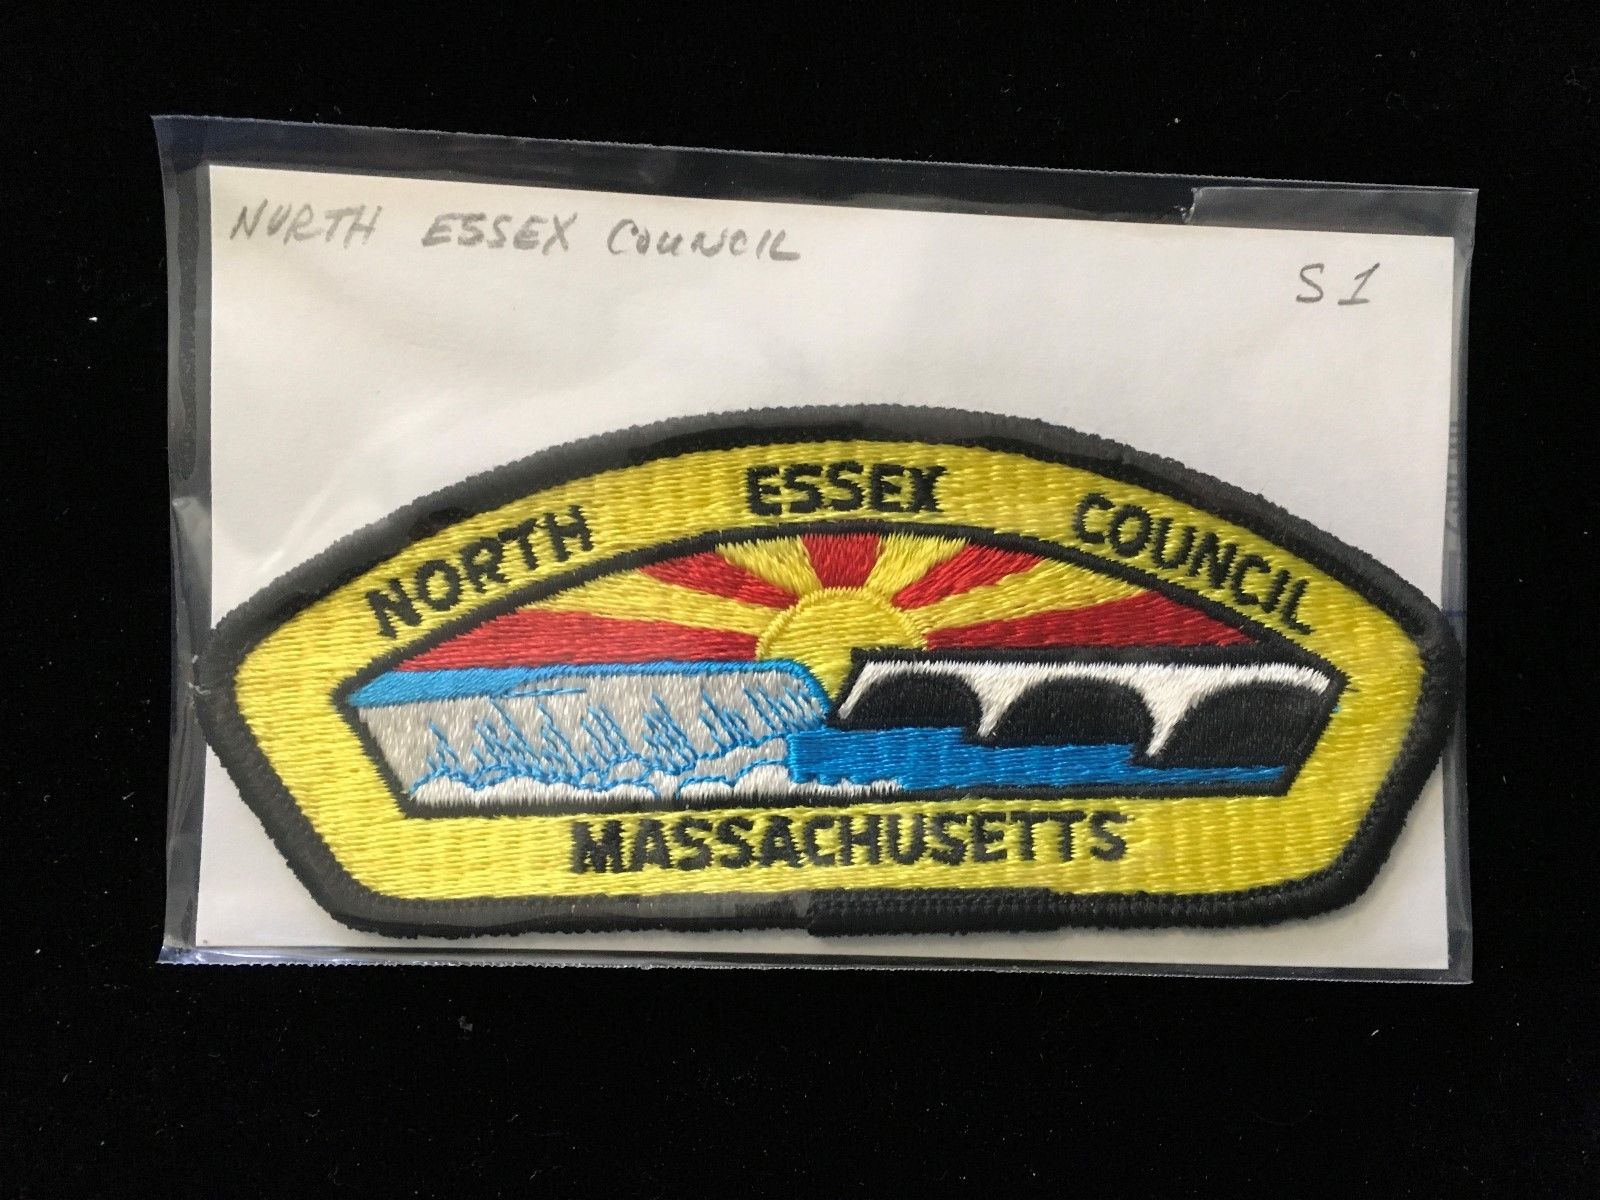 NORTH ESSEX COUNCIL
S1
NORTH ESSEX COUNCIL
MASSACHUSETTS